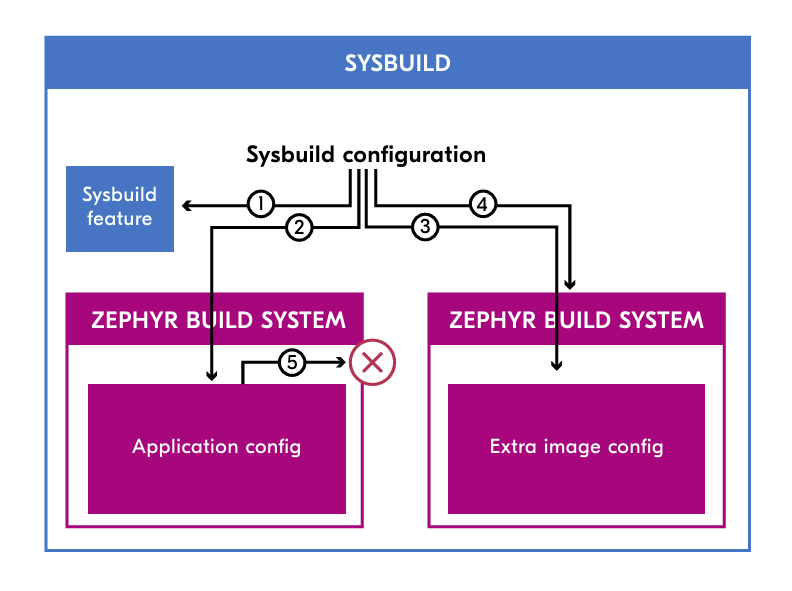 SYSBUILD
Sysbuild configuration
Sysbuild
feature
1
4
2
3
ZEPHYR BUILD SYSTEM
ZEPHYR BUILD SYSTEM
5
Application config
Extra image config